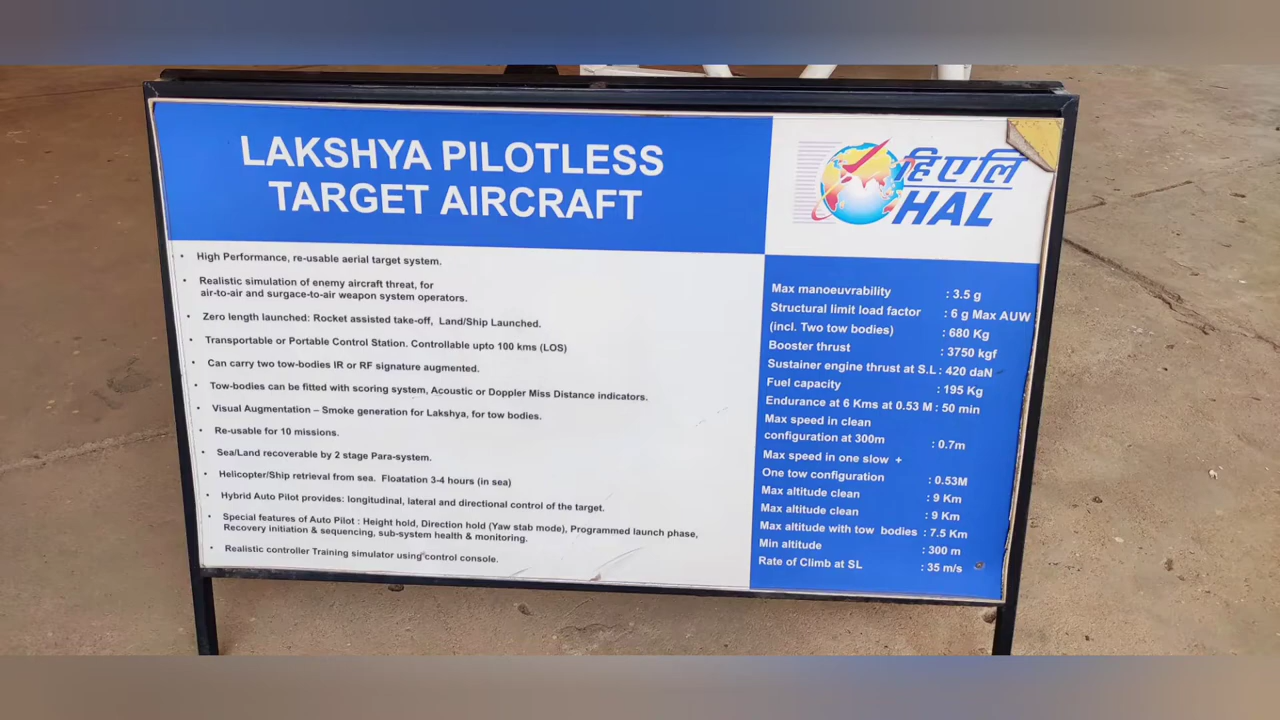 LAKSHYA PILOTLESS
TARGET AIRCRAFT
हिएलि
HAL
• High Performance, re-usable aerial target system.
• Realistic simulation of enemy aircraft threat, for
air-to-air and surgace-to-air weapon system operators.
• Zero length launched: Rocket assisted take-off, Land/Ship Launched.
• Transportable or Portable Control Station. Controllable upto 100 kms (LOS)
• Can carry two tow-bodies IR or RF signature augmented.
• Tow-bodies can be fitted with scoring system, Acoustic or Doppler Miss Distance indicators.
• Visual Augmentation – Smoke generation for Lakshya, for tow bodies.
• Re-usable for 10 missions.
• Sea/Land recoverable by 2 stage Para-system.
• Helicopter/Ship retrieval from sea. Floatation 3-4 hours (in sea)
• Hybrid Auto Pilot provides: longitudinal, lateral and directional control of the target.
• Special features of Auto Pilot : Height hold, Direction hold (Yaw stab mode), Programmed launch phase,
Recovery initiation & sequencing, sub-system health & monitoring.
• Realistic controller Training simulator using control console.
Max manoeuvrability : 3.5 g
Structural limit load factor : 6 g Max AUW
(incl. Two tow bodies) : 680 Kg
Booster thrust : 3750 kgf
Sustainer engine thrust at S.L : 420 daN
Fuel capacity : 195 Kg
Endurance at 6 Kms at 0.53 M : 50 min
Max speed in clean
configuration at 300m : 0.7m
Max speed in one slow +
One tow configuration : 0.53M
Max altitude clean : 9 Km
Max altitude clean : 9 Km
Max altitude with tow bodies : 7.5 Km
Min altitude : 300 m
Rate of Climb at SL : 35 m/s